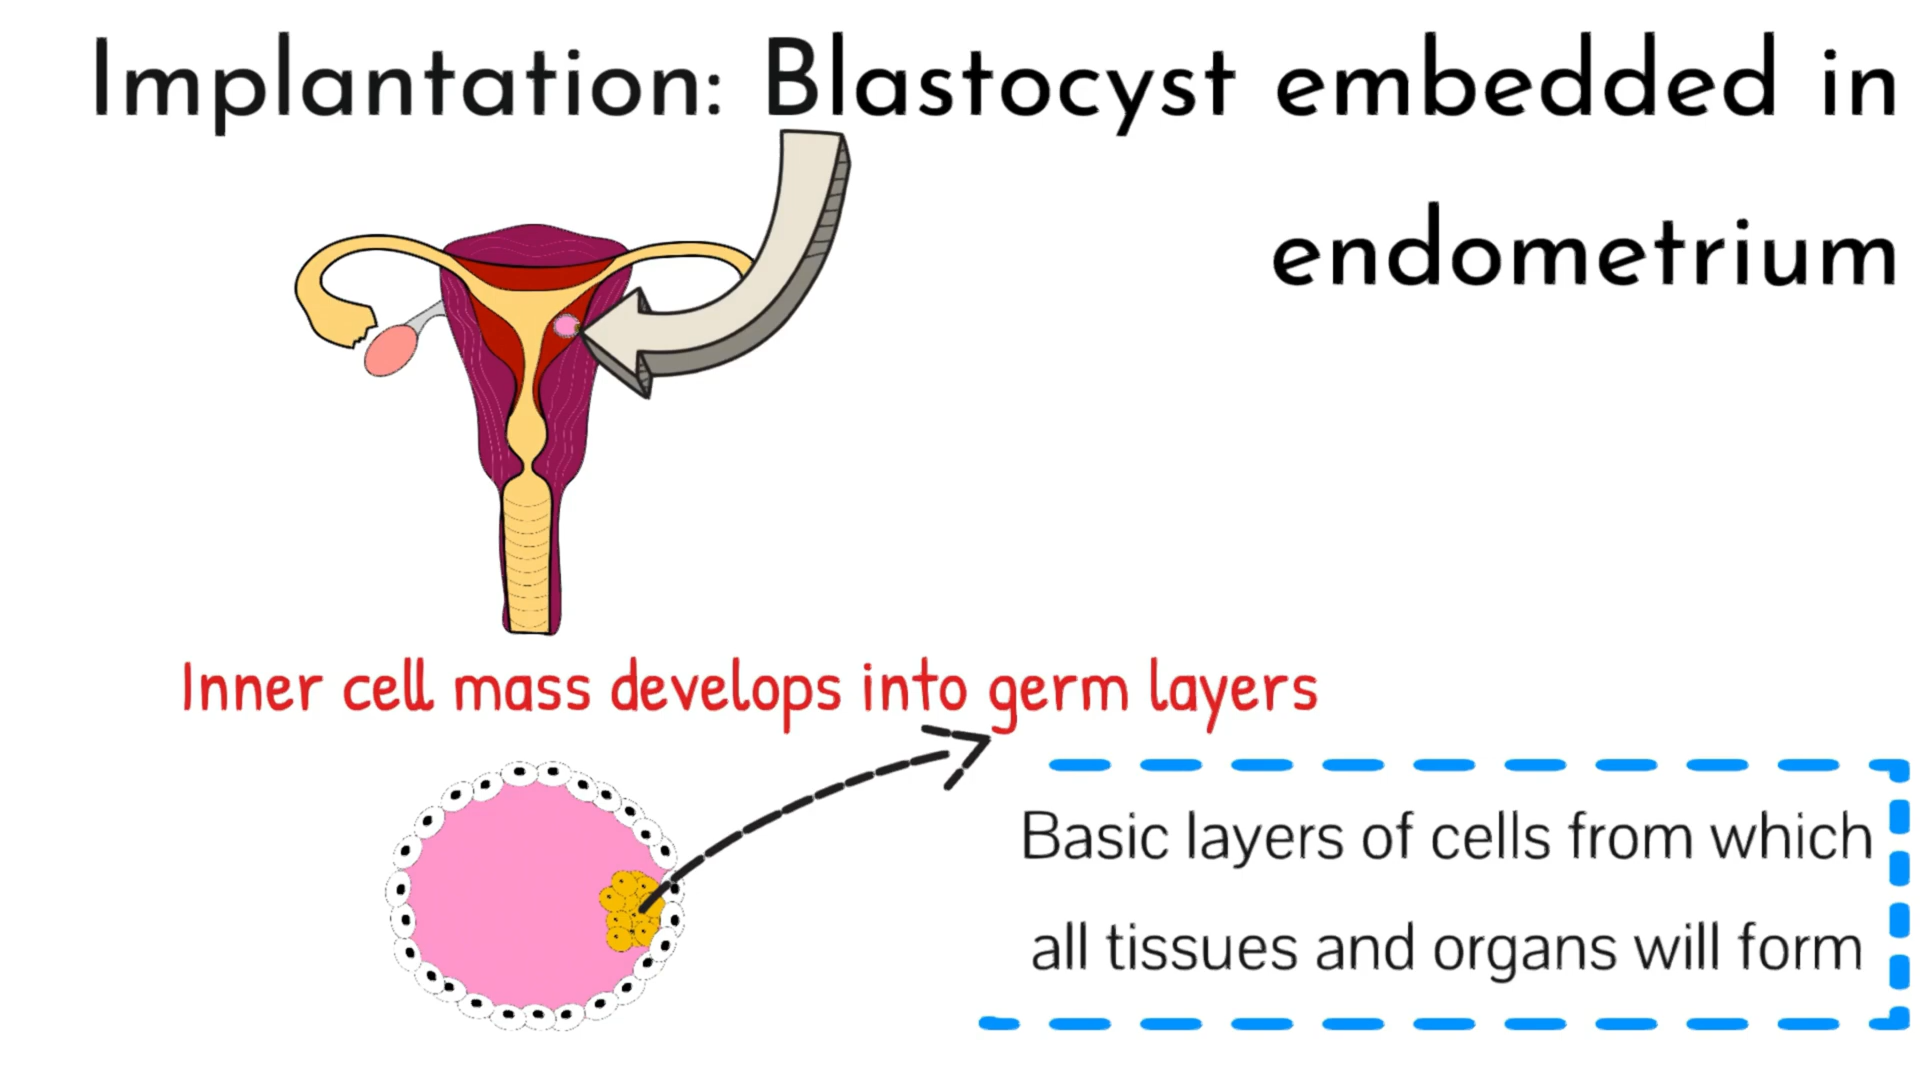 Implantation: Blastocyst embedded in
endometrium
Inner cell mass develops into germ layers
Basic layers of cells from which
all tissues and organs will form